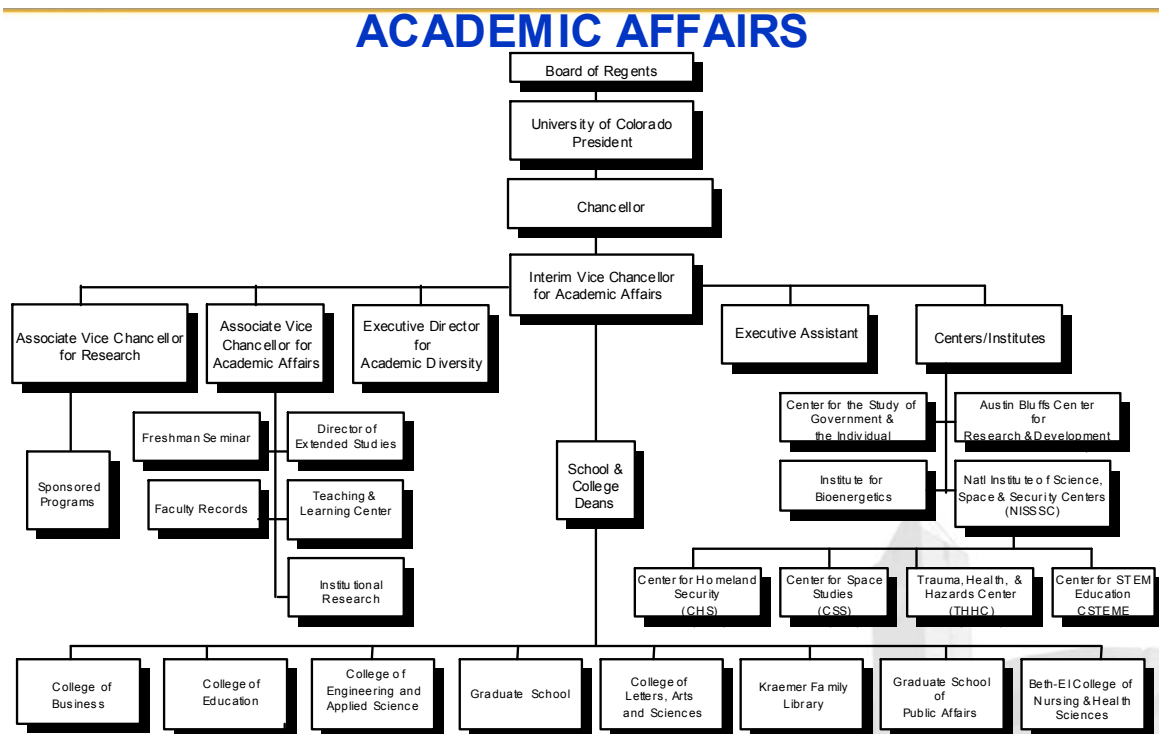 ACADEMIC AFFAIRS
Board of Regents
University of Colorado
President
Chancellor
Interim Vice Chancellor
for Academic Affairs
Associate Vice Chancellor
for Research
Associate Vice
Chancellor for
Academic Affairs
Executive Director
for
Academic Diversity
Executive Assistant
Centers/Institutes
Sponsored
Programs
Freshman Seminar
Director of
Extended Studies
Faculty Records
Teaching &
Learning Center
Institutional
Research
School &
College
Deans
Center for the Study of
Government &
the Individual
Austin Bluffs Center
for
Research & Development
Institute for
Bioenergetics
Natl Institute of Science,
Space & Security Centers
(NISSSC)
Center for Homeland
Security
(CHS)
Center for Space
Studies
(CSS)
Trauma, Health, &
Hazards Center
(THHC)
Center for STEM
Education
CSTEME
College of
Business
College of
Education
College of
Engineering and
Applied Science
Graduate School
College of
Letters, Arts
and Sciences
Kraemer Family
Library
Graduate School
of
Public Affairs
Beth-El College of
Nursing & Health
Sciences